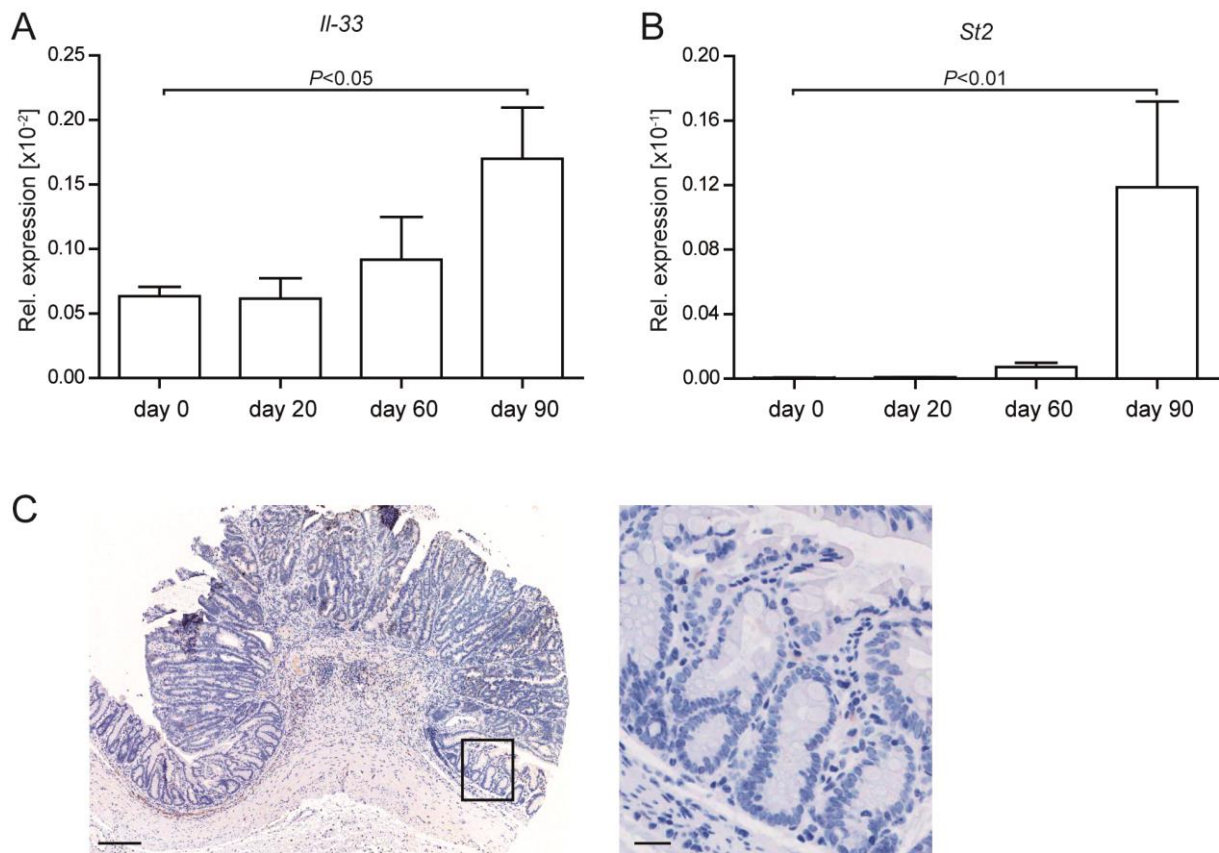 A
Il-33
Rel. expression [x10⁻²]
0.25
0.20
0.15
0.10
0.05
0.00
P<0.05
day 0 day 20 day 60 day 90
B
St2
Rel. expression [x10⁻¹]
0.20
0.16
0.12
0.08
0.04
0.00
P<0.01
day 0 day 20 day 60 day 90
C